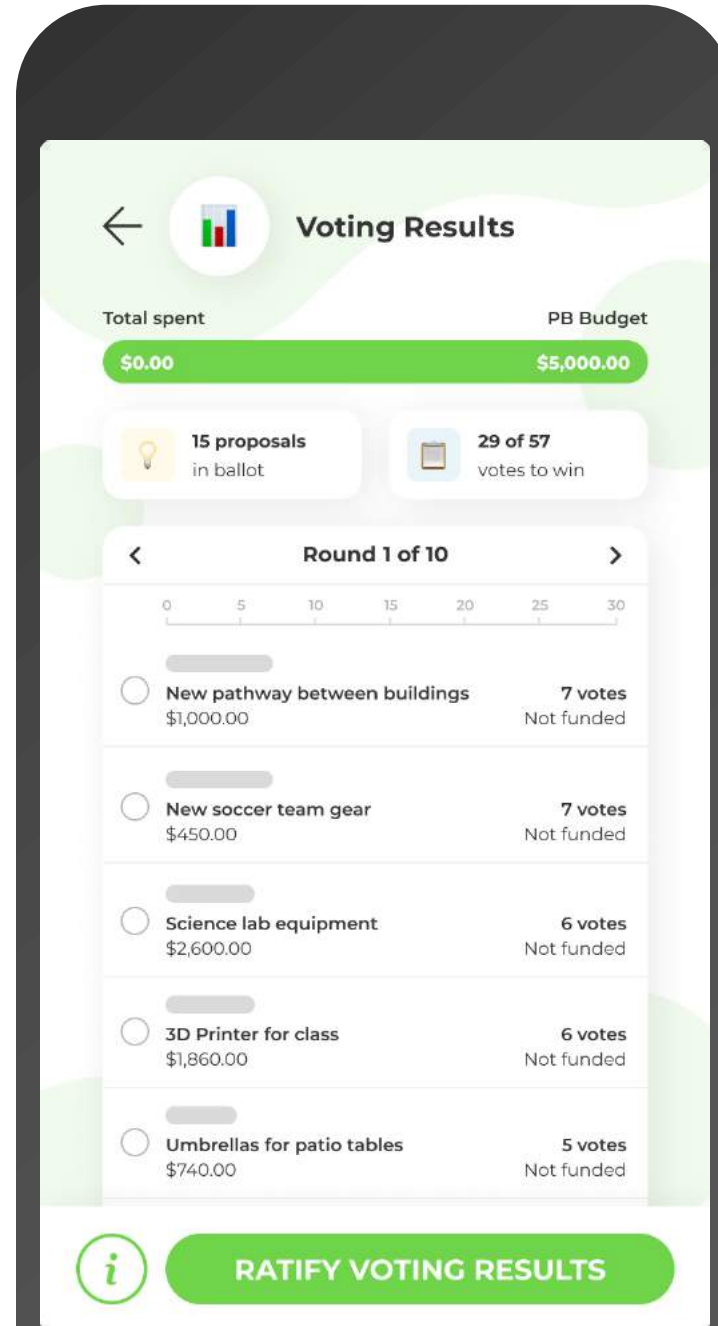 Voting Results
Total spent PB Budget
$0.00 $5,000.00
15 proposals
in ballot
29 of 57
votes to win
Round 1 of 10
0 5 10 15 20 25 30
New pathway between buildings 7 votes
$1,000.00 Not funded
New soccer team gear 7 votes
$450.00 Not funded
Science lab equipment 6 votes
$2,600.00 Not funded
3D Printer for class 6 votes
$1,860.00 Not funded
Umbrellas for patio tables 5 votes
$740.00 Not funded
i RATIFY VOTING RESULTS